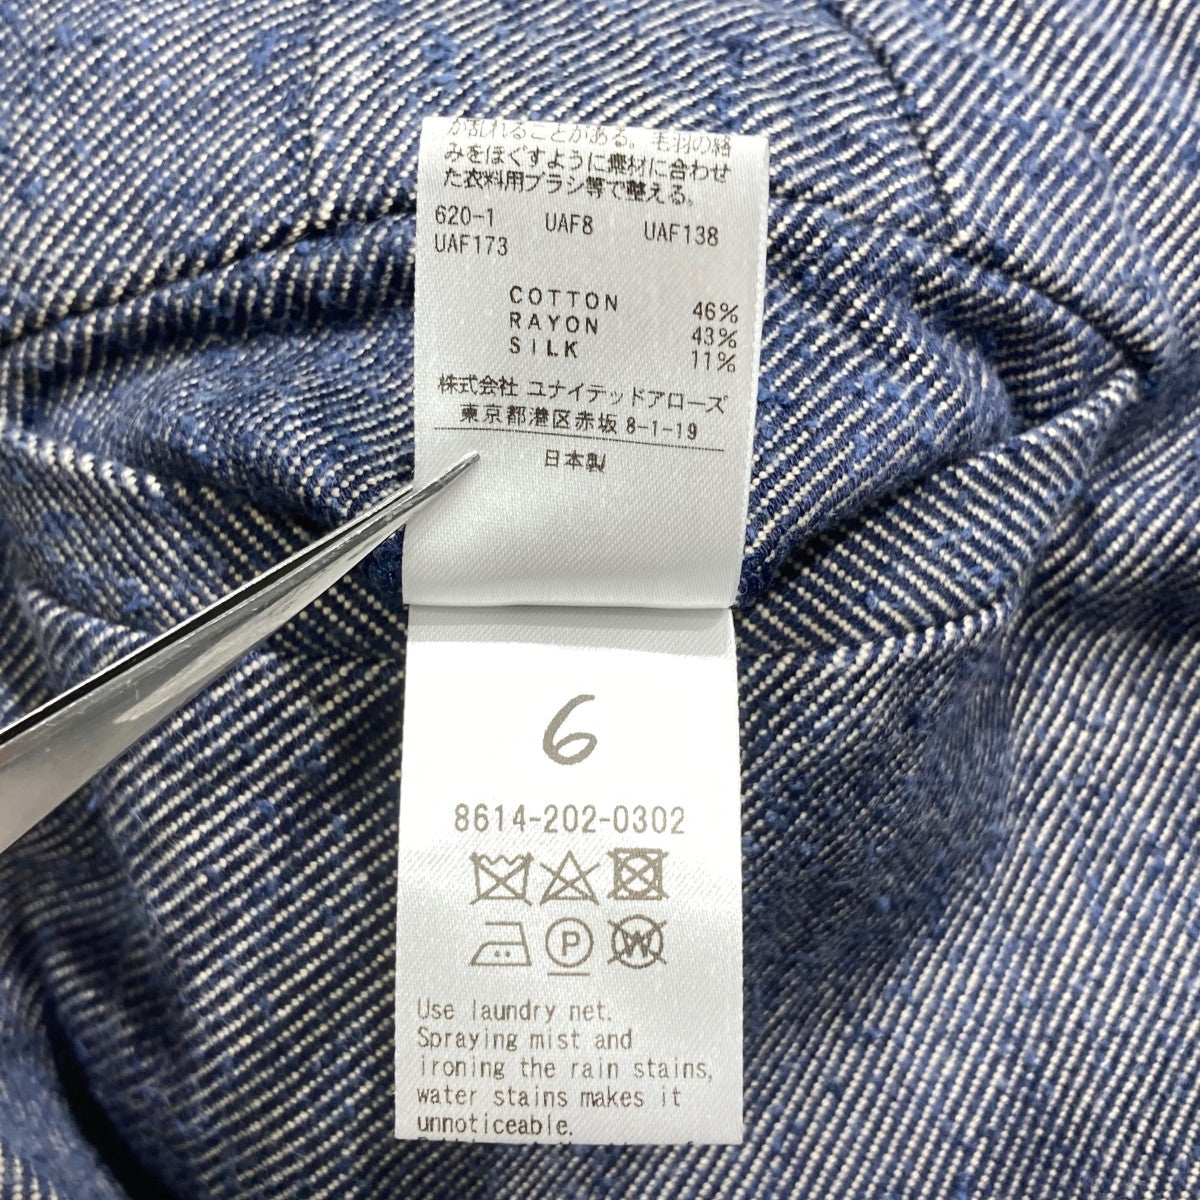 が乱れることがある。毛羽の絡
みをほぐすように素材に合わせ
た衣料用ブラシ等で整える。
620-1 UAF8 UAF138
UAF173
COTTON 46%
RAYON 43%
SILK 11%
株式会社 ユナイテッドアローズ
東京都港区赤坂 8-1-19
日本製
6
8614-202-0302
P W
Use laundry net.
Spraying mist and
ironing the rain stains,
water stains makes it
unnoticeable.